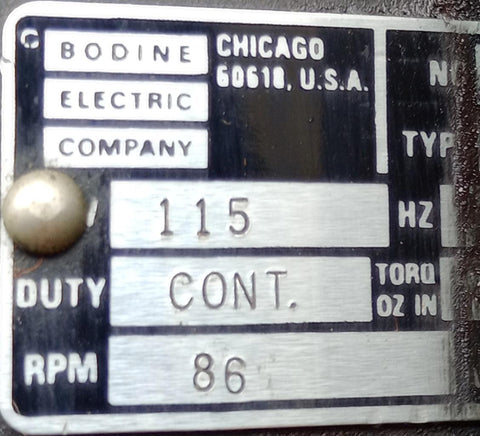 BODINE
ELECTRIC
COMPANY
CHICAGO
60618, U.S.A.
TYP
115
HZ
DUTY CONT.
TORQ
OZ IN
RPM 86